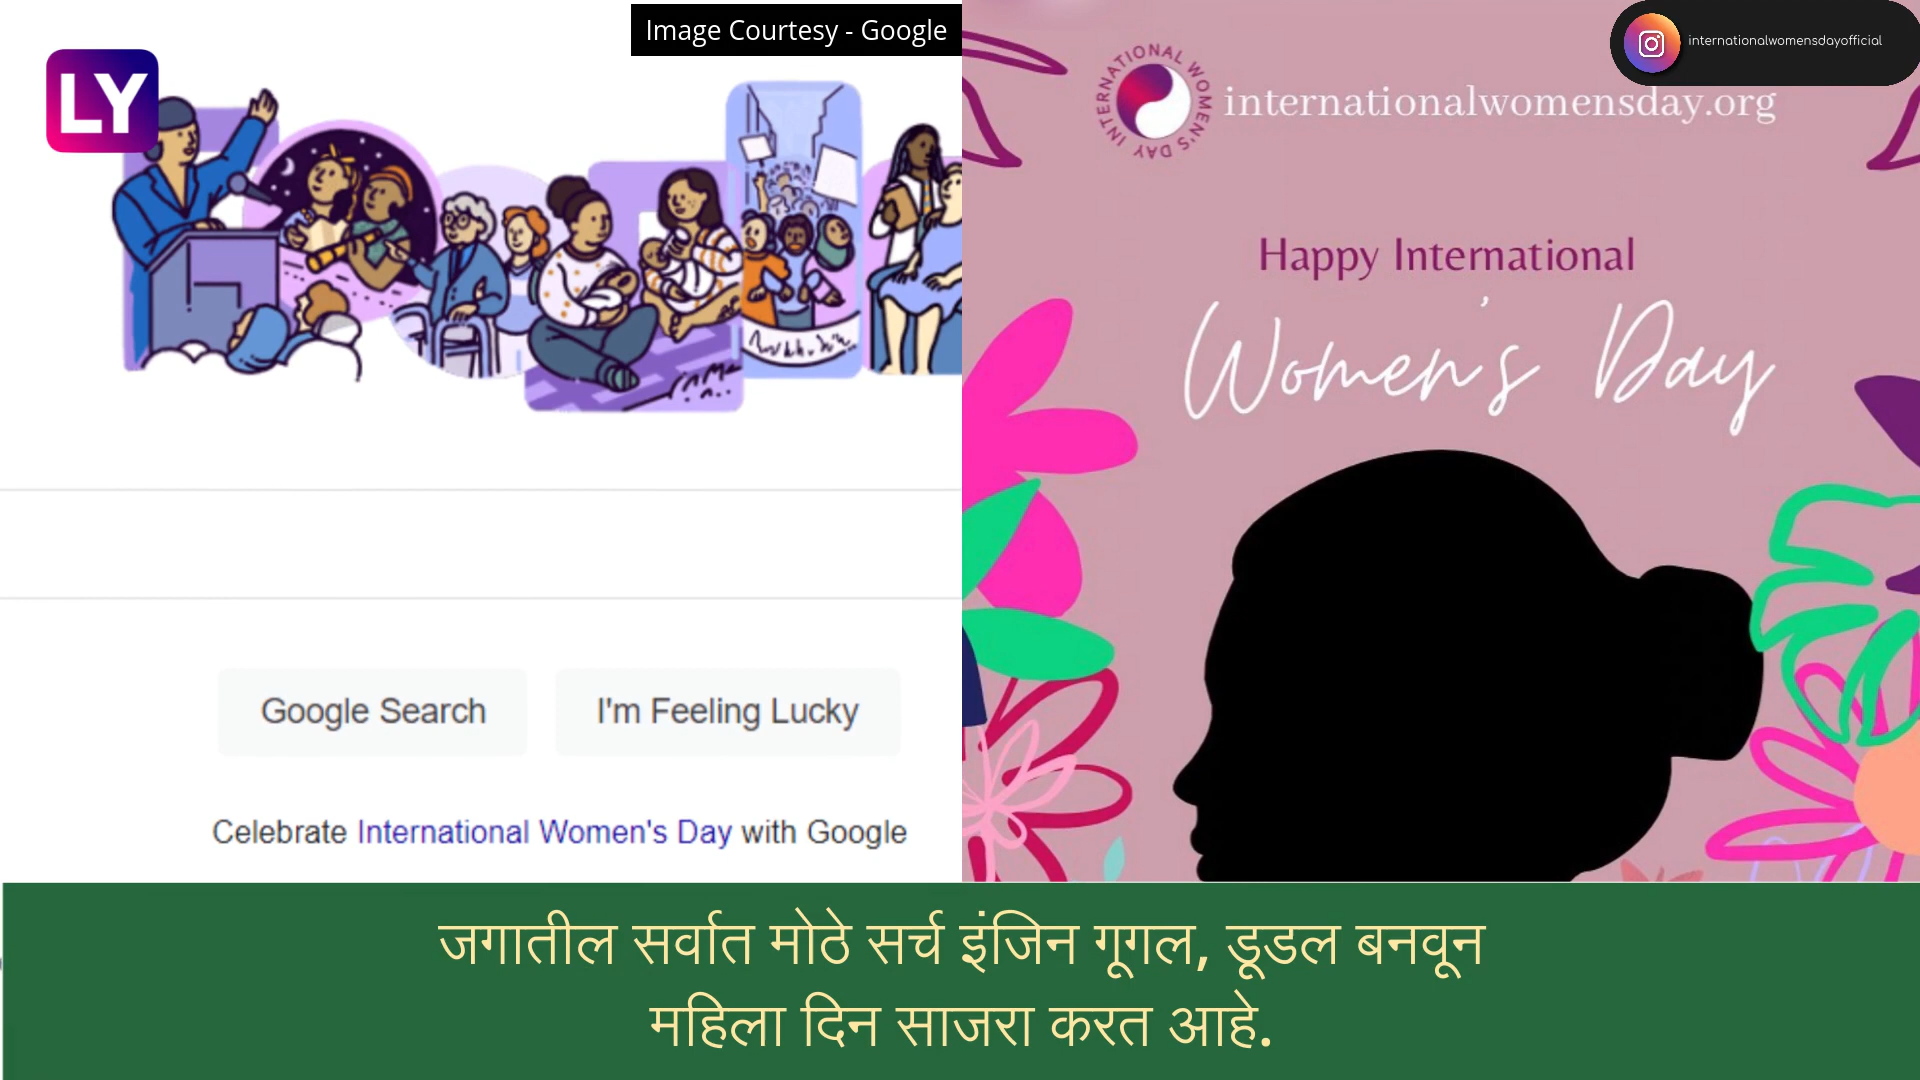 Image Courtesy - Google
LY
Google Search
I'm Feeling Lucky
Celebrate International Women's Day with Google
internationalwomensdayofficial
INTERNATIONAL WOMEN'S DAY
internationalwomensday.org
Happy International
Women's Day
जगातील सर्वात मोठे सर्च इंजिन गूगल, डूडल बनवून
महिला दिन साजरा करत आहे.